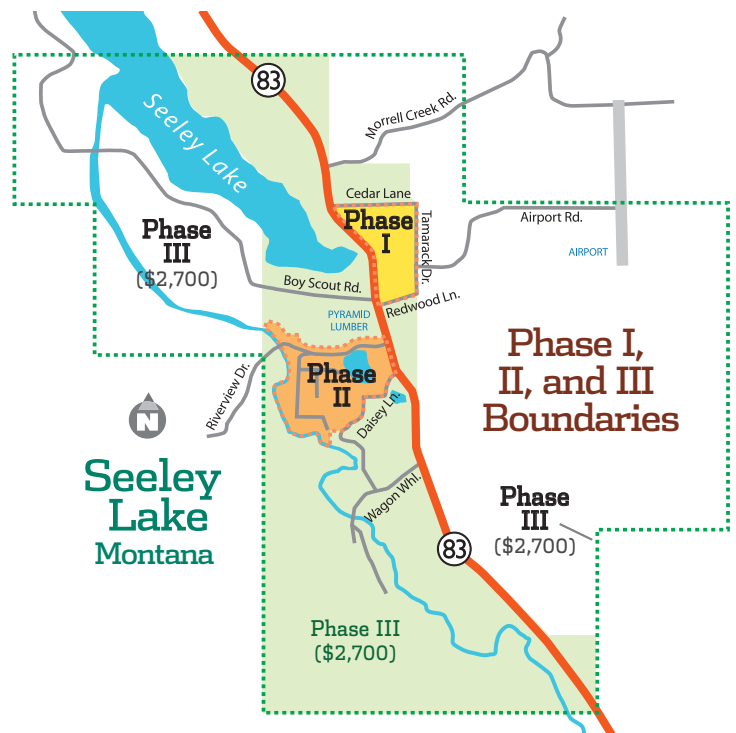 83
Morrell Creek Rd.
Seeley Lake
Cedar Lane
Phase
I
Tamarack Dr.
Airport Rd.
AIRPORT
Phase
III
($2,700)
Boy Scout Rd.
Redwood Ln.
PYRAMID
LUMBER
Phase I,
II, and III
Boundaries
Riverview Dr.
Phase
II
Daisey Ln.
N
Seeley
Lake
Montana
Wagon Whl.
Phase
III
($2,700)
83
Phase III
($2,700)